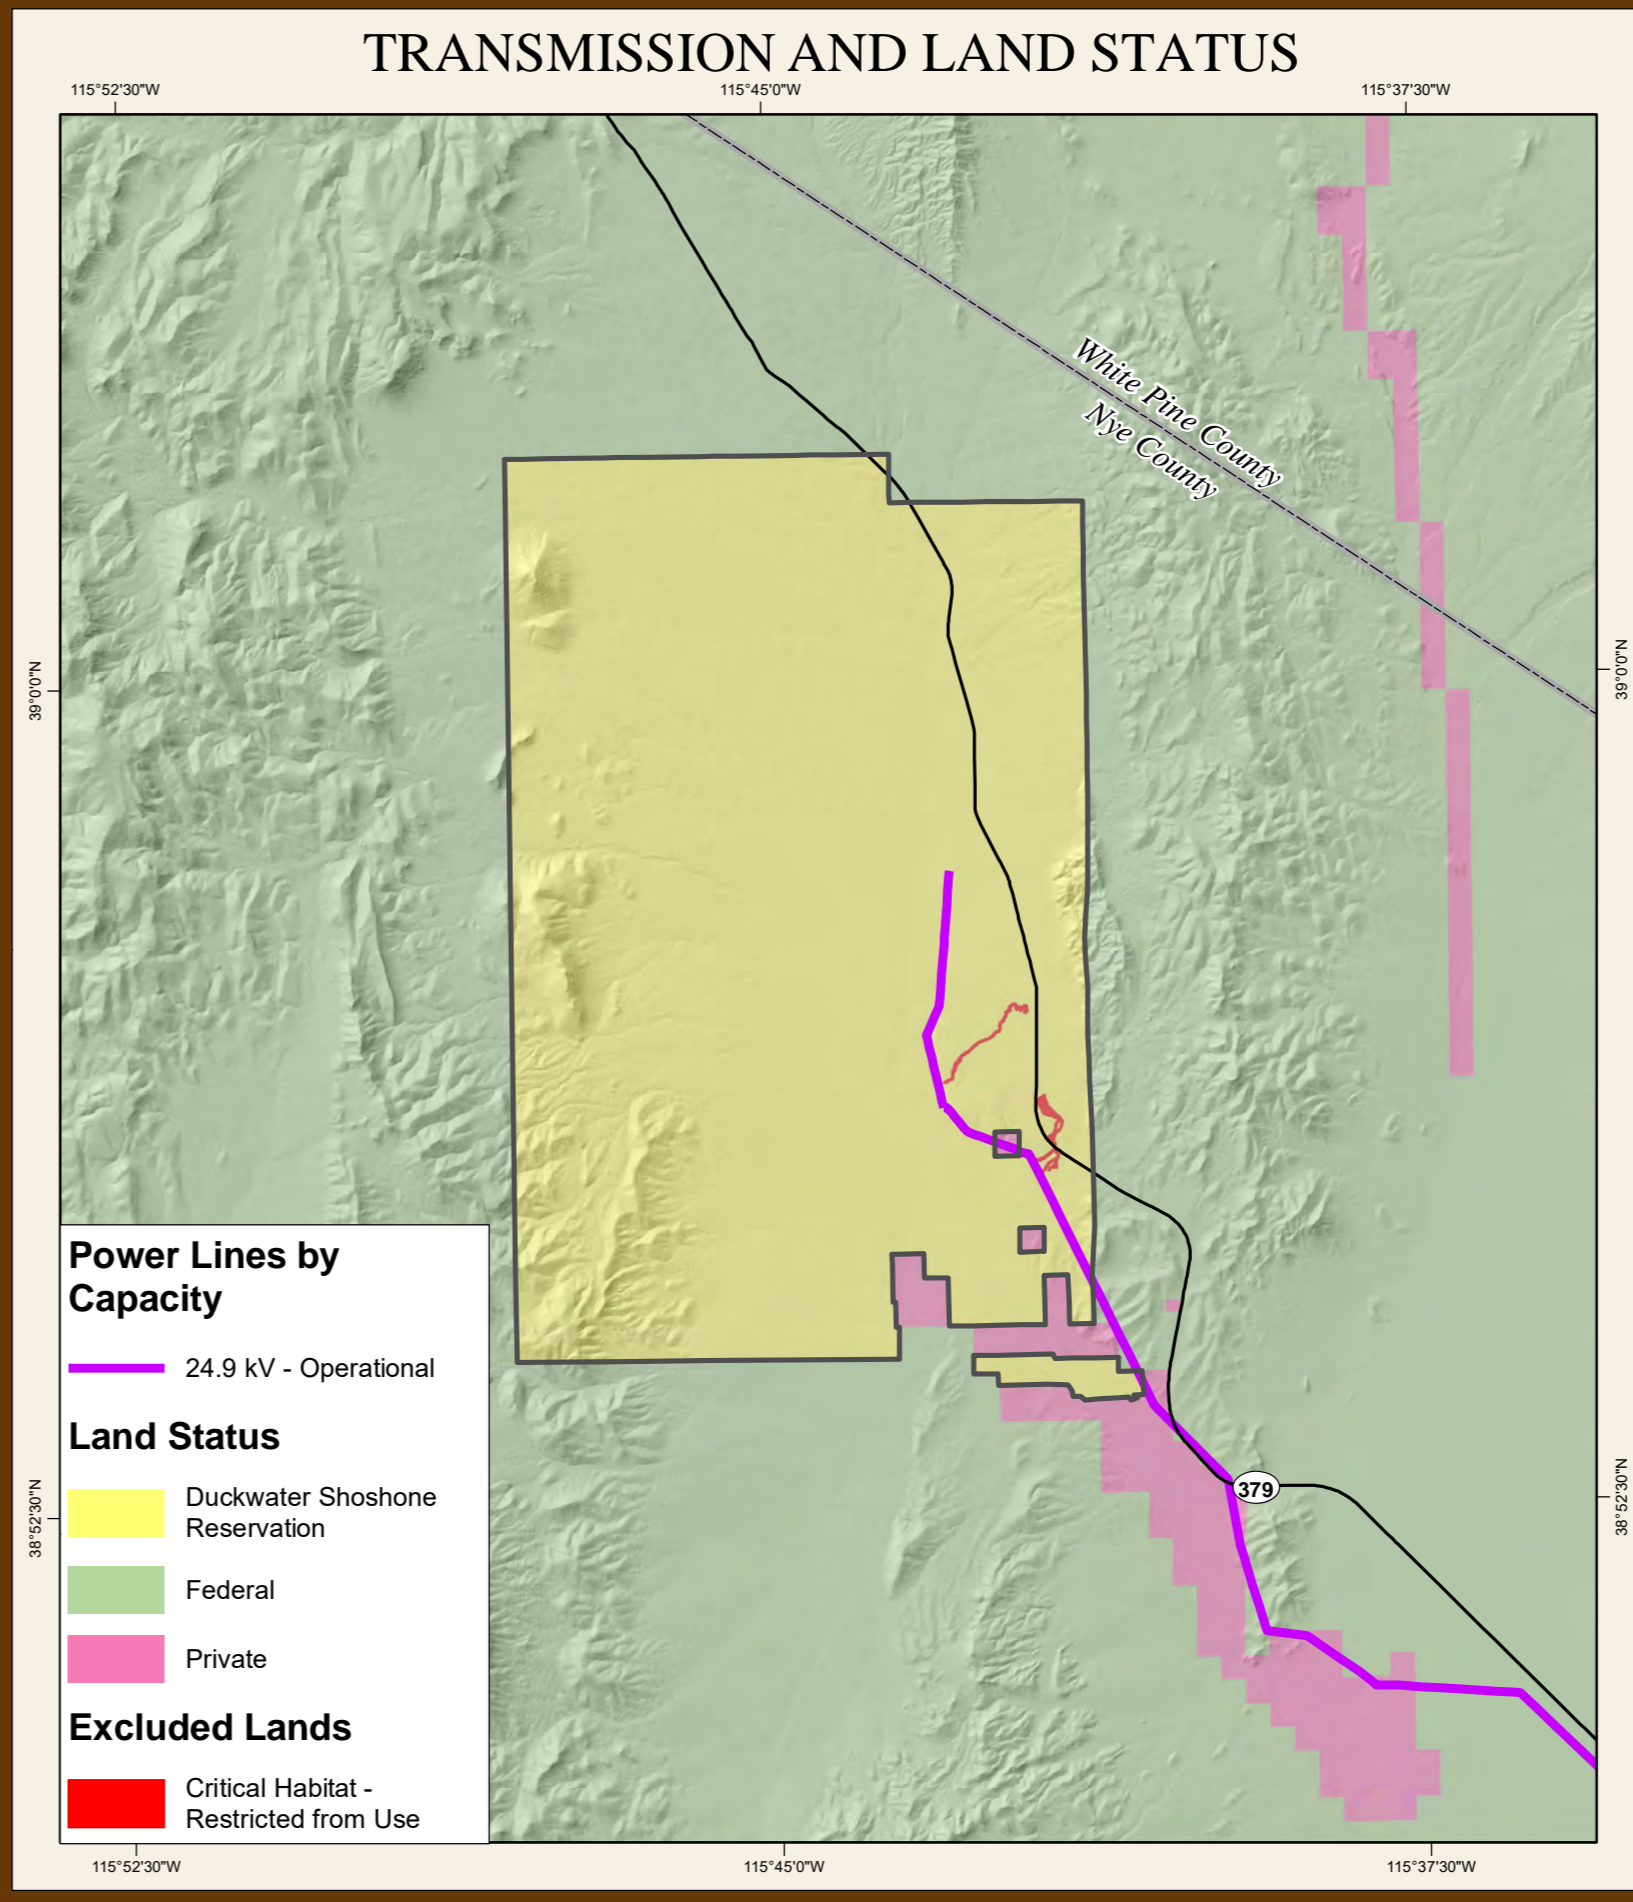 TRANSMISSION AND LAND STATUS
115°52'30"W
115°45'0"W
115°37'30"W
White Pine County
Nye County
39°0'0"N
39°0'0"N
38°52'30"N
38°52'30"N
379
Power Lines by
Capacity
24.9 kV - Operational
Land Status
Duckwater Shoshone
Reservation
Federal
Private
Excluded Lands
Critical Habitat -
Restricted from Use
115°52'30"W
115°45'0"W
115°37'30"W